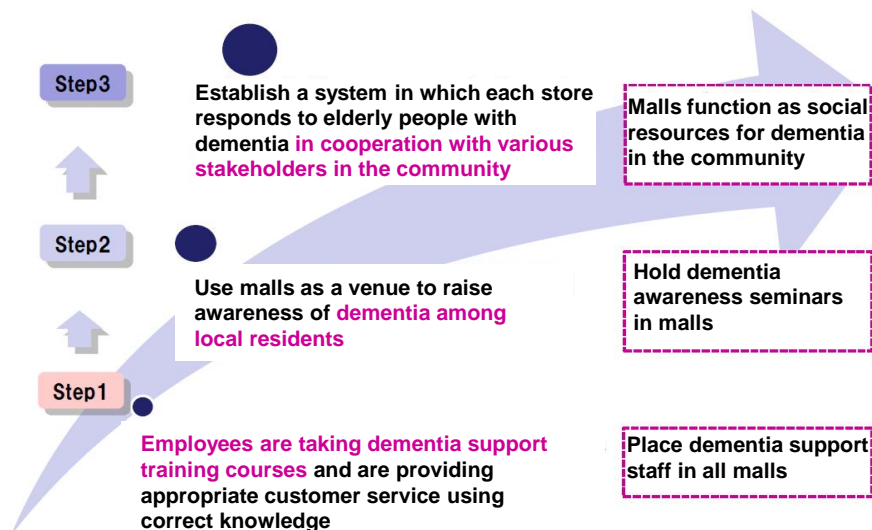 Step3
Establish a system in which each store
responds to elderly people with
dementia in cooperation with various
stakeholders in the community
Malls function as social
resources for dementia
in the community
Step2
Use malls as a venue to raise
awareness of dementia among
local residents
Hold dementia
awareness seminars
in malls
Step1
Employees are taking dementia support
training courses and are providing
appropriate customer service using
correct knowledge
Place dementia support
staff in all malls